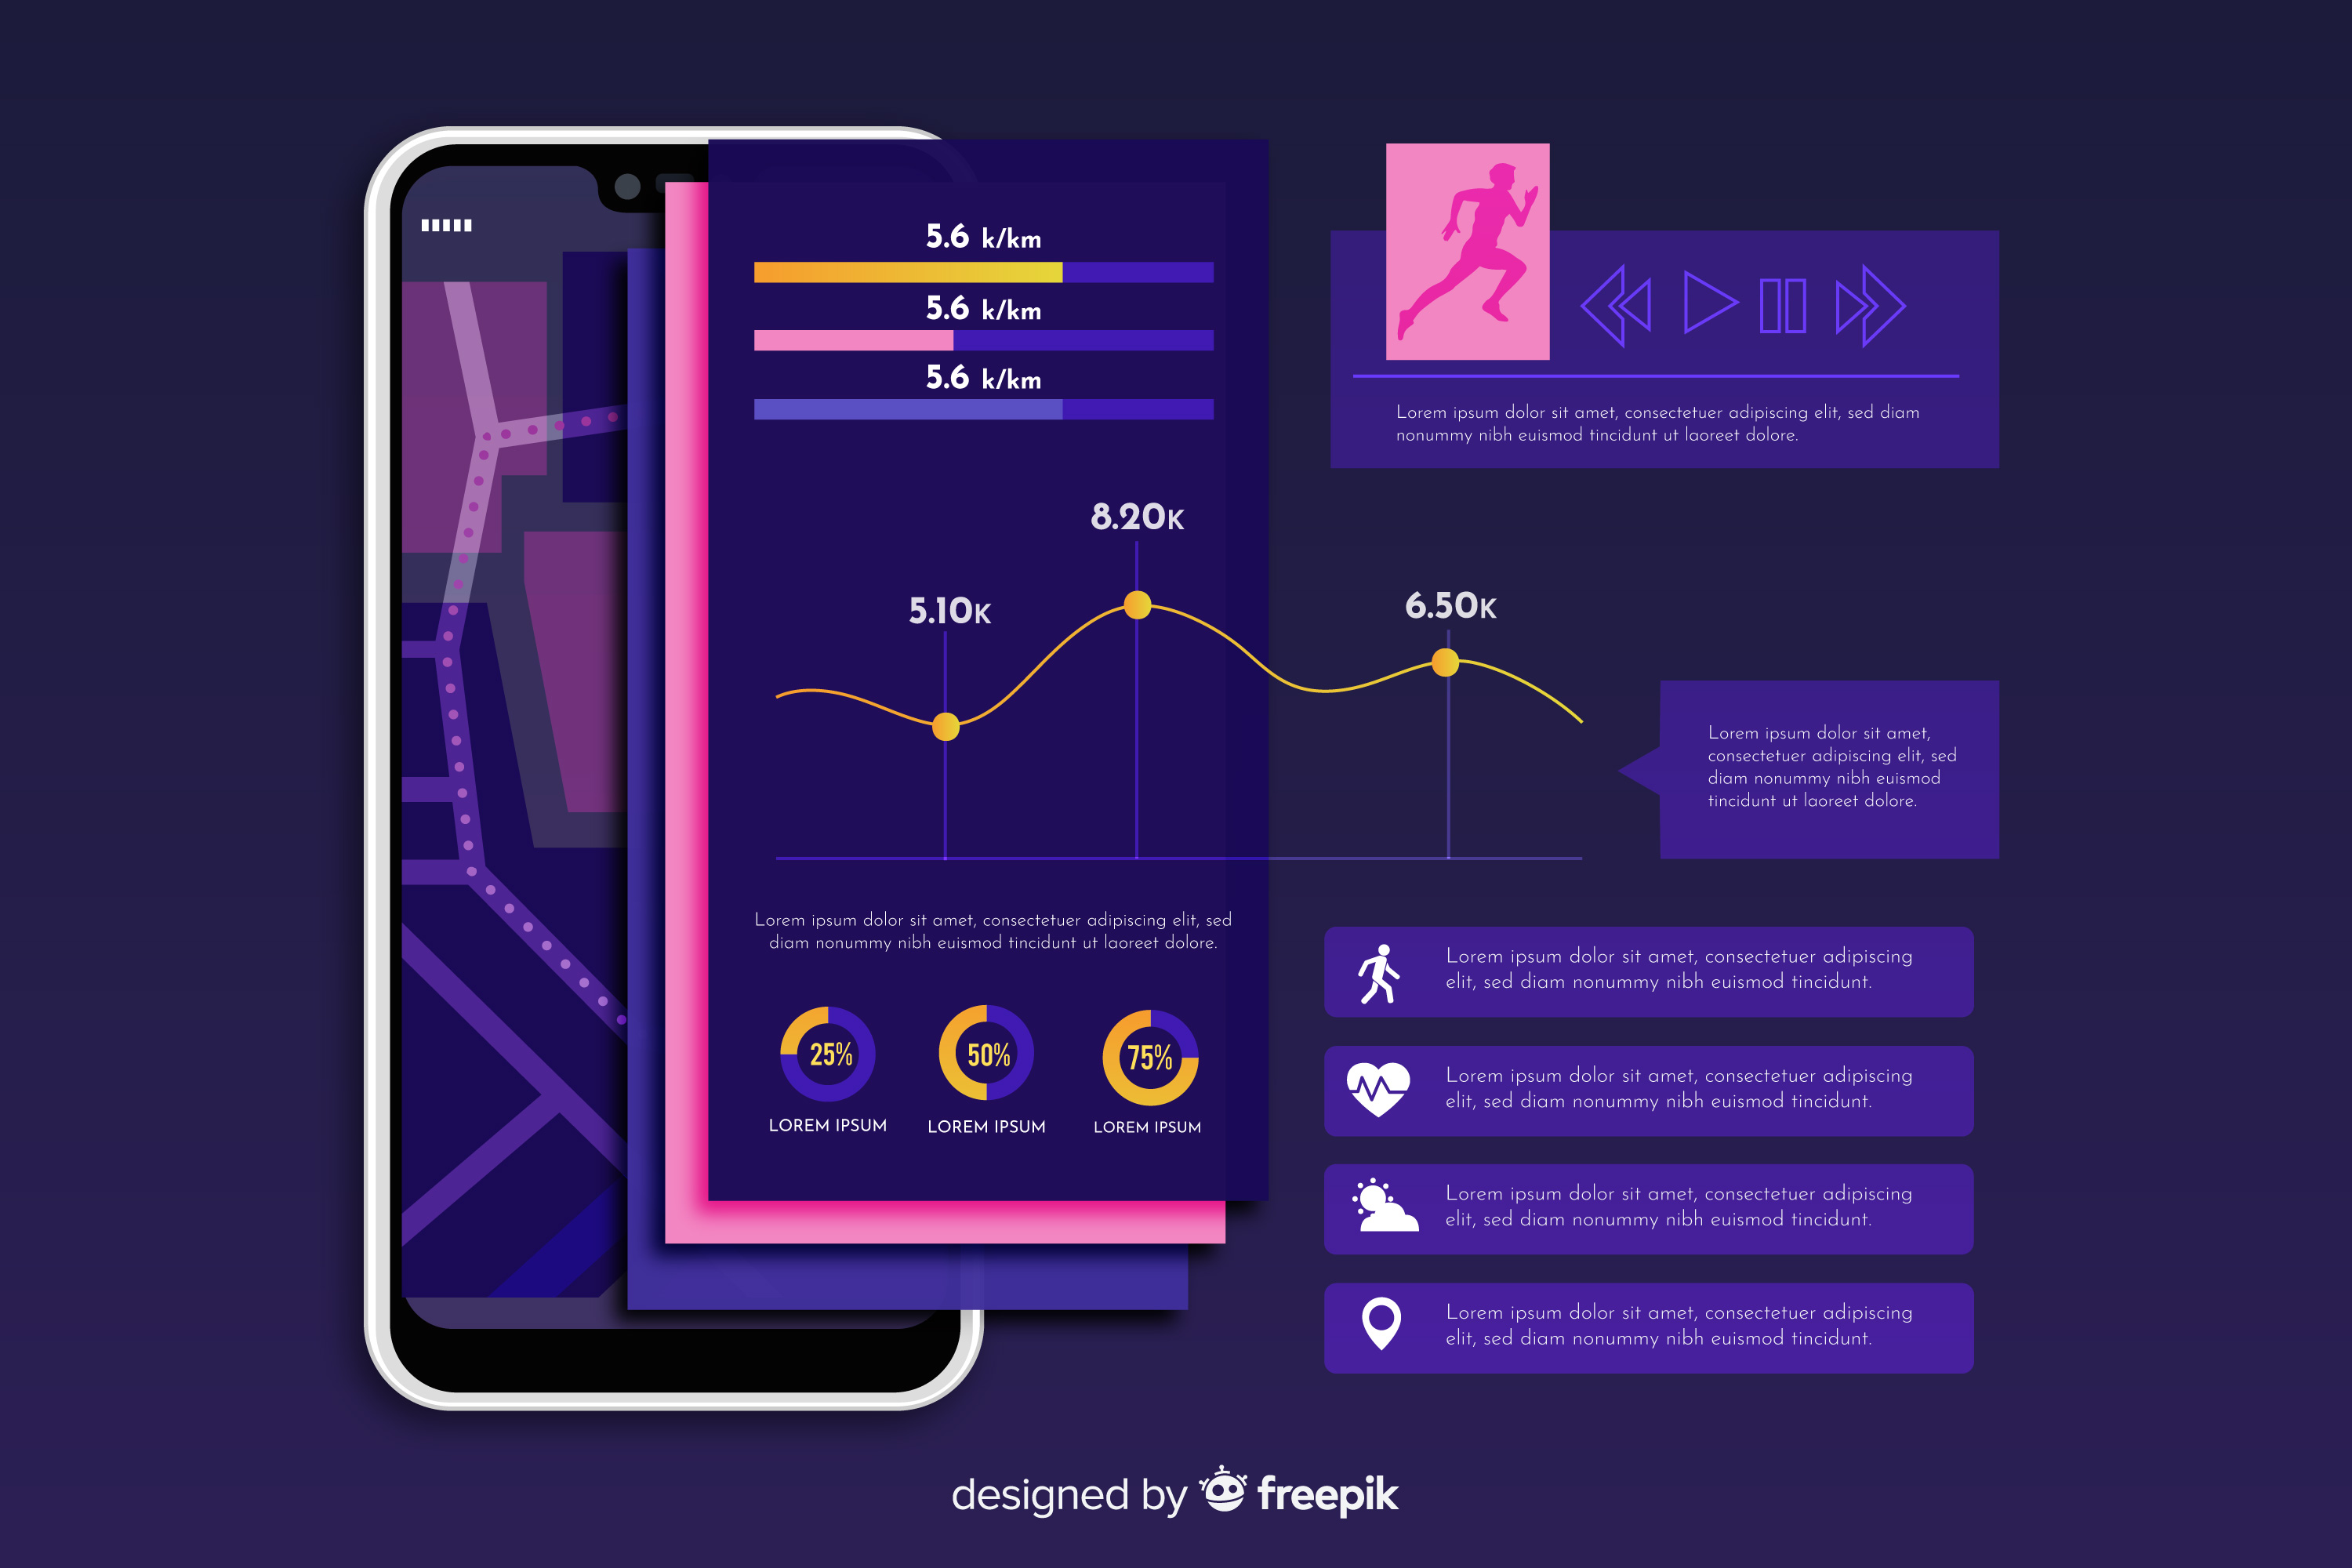 5.6 k/km
5.6 k/km
5.6 k/km
Lorem ipsum dolor sit amet, consectetuer adipiscing elit, sed diam
nonummy nibh euismod tincidunt ut laoreet dolore.
8.20K
5.10K
6.50K
Lorem ipsum dolor sit amet,
consectetuer adipiscing elit, sed
diam nonummy nibh euismod
tincidunt ut laoreet dolore.
Lorem ipsum dolor sit amet, consectetuer adipiscing elit, sed
diam nonummy nibh euismod tincidunt ut laoreet dolore.
25%
50%
75%
LOREM IPSUM
LOREM IPSUM
LOREM IPSUM
Lorem ipsum dolor sit amet, consectetuer adipiscing
elit, sed diam nonummy nibh euismod tincidunt.
Lorem ipsum dolor sit amet, consectetuer adipiscing
elit, sed diam nonummy nibh euismod tincidunt.
Lorem ipsum dolor sit amet, consectetuer adipiscing
elit, sed diam nonummy nibh euismod tincidunt.
Lorem ipsum dolor sit amet, consectetuer adipiscing
elit, sed diam nonummy nibh euismod tincidunt.
designed by freepik